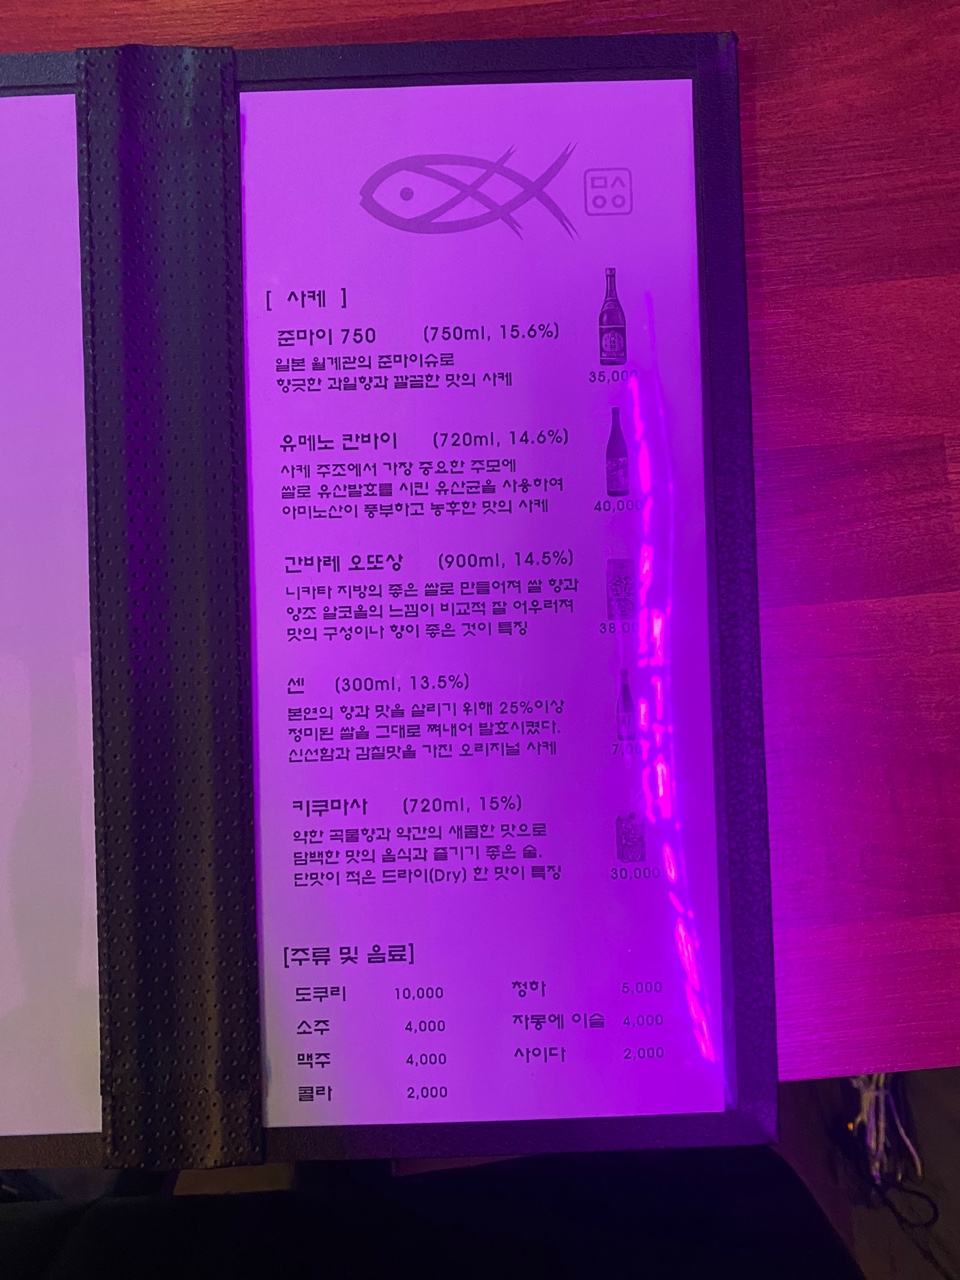 [ 사케 ]
준마이 750 (750ml, 15.6%)
일본 월계관의 준마이슈로
향긋한 과일향과 깔끔한 맛의 사케
35,000
유메노 칸바이 (720ml, 14.6%)
사케 주조에서 가장 중요한 주모에
쌀로 유산발효를 시킨 유산균을 사용하여
아미노산이 풍부하고 농후한 맛의 사케
40,000
간바레 오또상 (900ml, 14.5%)
니카타 지방의 좋은 쌀로 만들어져 쌀 향과
양조 알코올의 느낌이 비교적 잘 어우러져
맛의 구성이나 향이 좋은 것이 특징
센 (300ml, 13.5%)
본연의 향과 맛을 살리기 위해 25%이상
정미된 쌀을 그대로 쪄내어 발효시켰다.
신선함과 감칠맛을 가진 오리지널 사케
키쿠마사 (720ml, 15%)
약한 곡물향과 약간의 새콤한 맛으로
담백한 맛의 음식과 즐기기 좋은 술.
단맛이 적은 드라이(Dry) 한 맛이 특징
30,000
[주류 및 음료]
도쿠리 10,000 청하 5,000
소주 4,000 자몽에 이슬 4,000
맥주 4,000 사이다 2,000
콜라 2,000